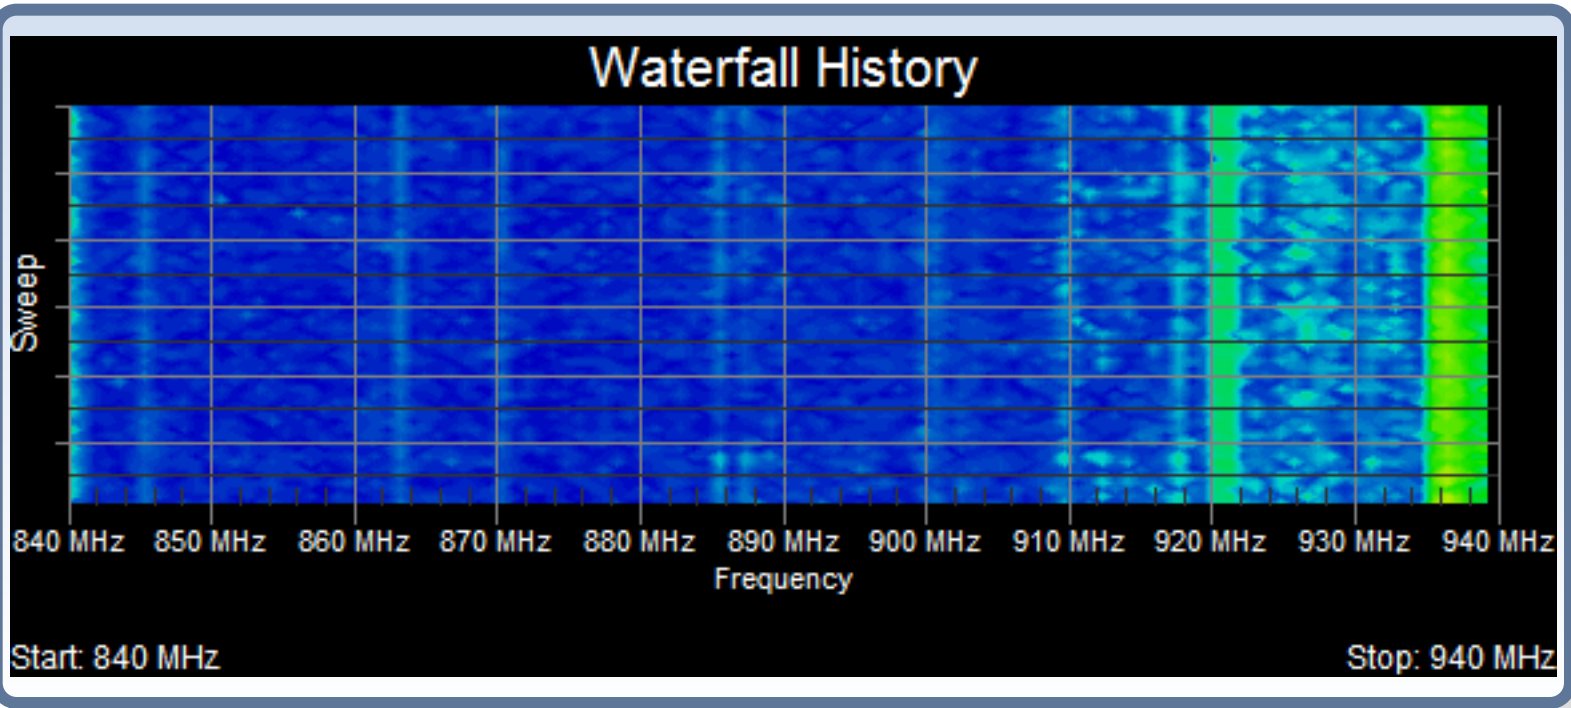 Waterfall History
Sweep
840 MHz 850 MHz 860 MHz 870 MHz 880 MHz 890 MHz 900 MHz 910 MHz 920 MHz 930 MHz 940 MHz
Frequency
Start: 840 MHz Stop: 940 MHz